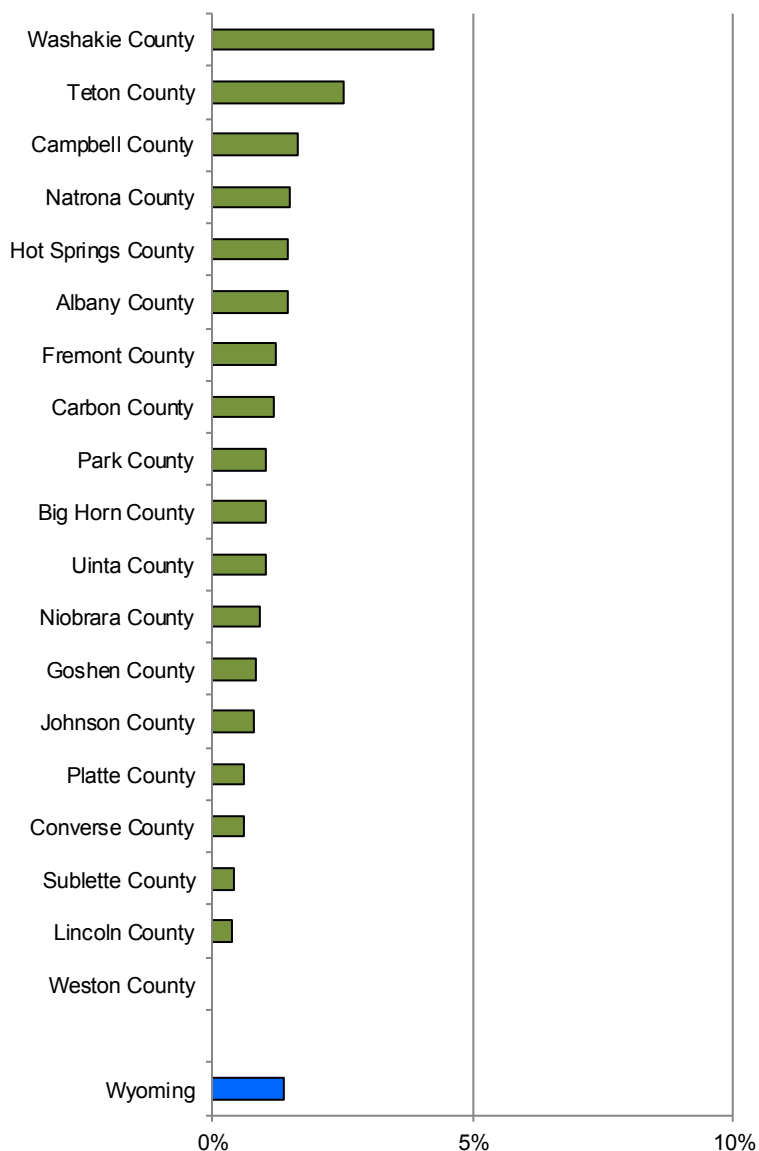 Washakie County
Teton County
Campbell County
Natrona County
Hot Springs County
Albany County
Fremont County
Carbon County
Park County
Big Horn County
Uinta County
Niobrara County
Goshen County
Johnson County
Platte County
Converse County
Sublette County
Lincoln County
Weston County
Wyoming
0% 5% 10%